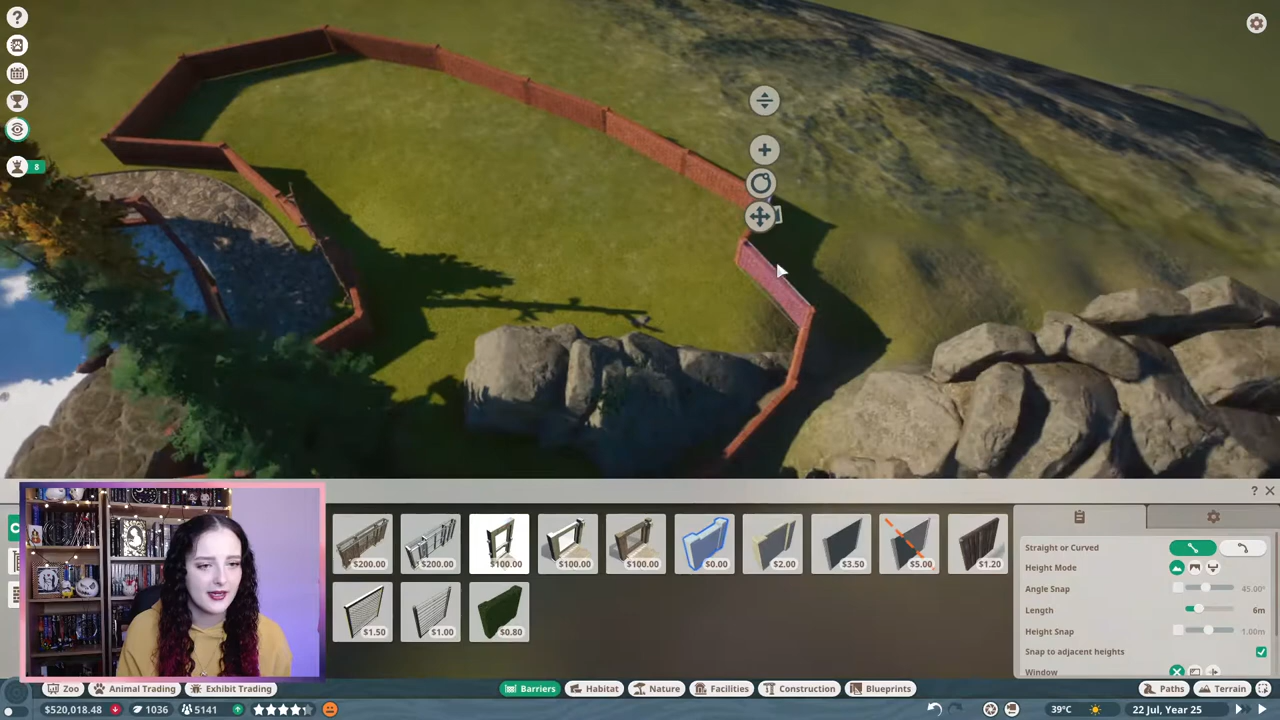 8
$200.00
$200.00
$100.00
$100.00
$100.00
$0.00
$2.00
$3.50
$5.00
$1.20
$1.50
$1.00
$0.80
Straight or Curved
Height Mode
Angle Snap 45.00°
Length 6m
Height Snap 1.00m
Snap to adjacent heights
Window
Zoo Animal Trading Exhibit Trading Barriers Habitat Nature Facilities Construction Blueprints Paths Terrain
$520,018.48 1036 5141 39°C 22 Jul, Year 25